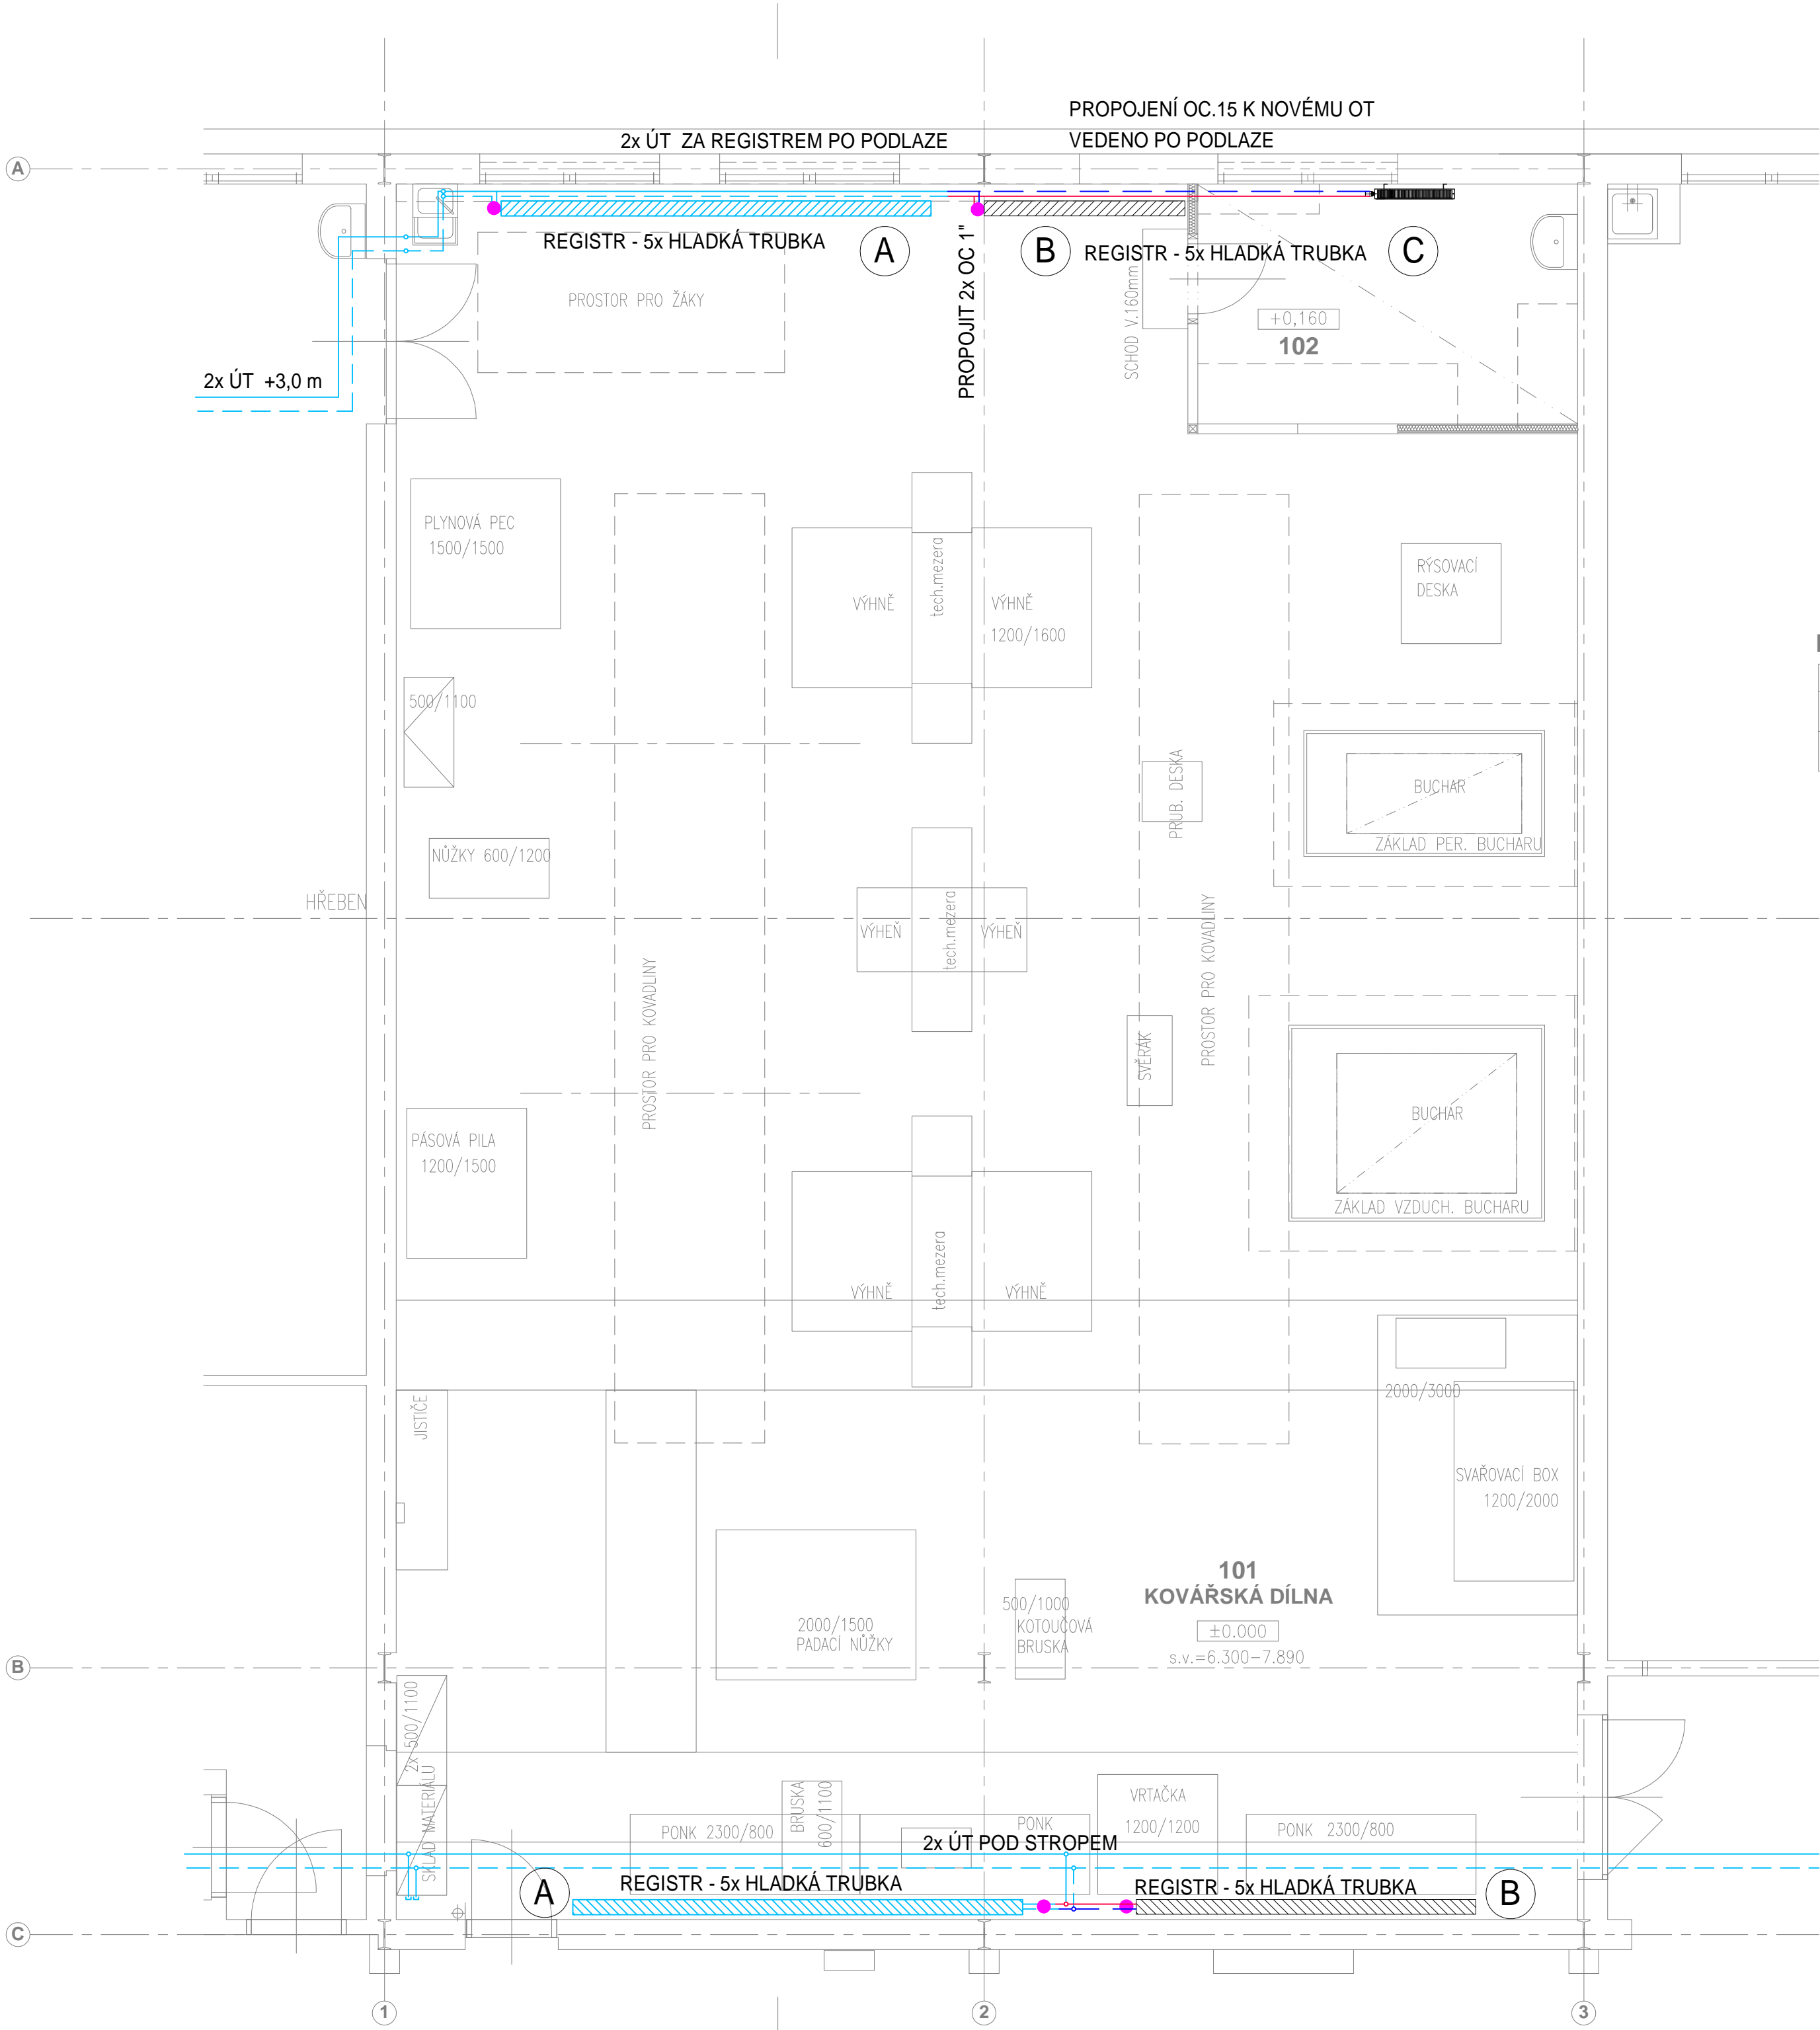 PROPOJENÍ OC.15 K NOVÉMU OT
2x ÚT ZA REGISTREM PO PODLAZE
VEDENO PO PODLAZE
A
REGISTR - 5x HLADKÁ TRUBKA
A
B
REGISTR - 5x HLADKÁ TRUBKA
C
PROSTOR PRO ŽÁKY
PROPOJIT 2x OC 1"
SCHOD V.160mm
+0,160
102
2x ÚT +3,0 m
PLYNOVÁ PEC
1500/1500
VÝHNĚ
tech.mezera
VÝHNĚ
1200/1600
RÝSOVACÍ
DESKA
500/1100
PRUB. DESKA
BUCHAR
ZÁKLAD PER. BUCHARU
NŮŽKY 600/1200
HŘEBEN
VÝHEŇ
tech.mezera
VÝHEŇ
PROSTOR PRO KOVADLINY
PROSTOR PRO KOVADLINY
SVĚRÁK
BUCHAR
ZÁKLAD VZDUCH. BUCHARU
PÁSOVÁ PILA
1200/1500
VÝHNĚ
tech.mezera
VÝHNĚ
JISTIČE
2000/3000
SVAŘOVACÍ BOX
1200/2000
101
KOVÁŘSKÁ DÍLNA
±0.000
s.v.=6.300-7.890
2000/1500
PADACÍ NŮŽKY
500/1000
KOTOUČOVÁ
BRUSKA
B
2x 500/1100
SKLAD MATERIÁLU
BRUSKA
600/1100
PONK 2300/800
PONK
VRTAČKA
1200/1200
PONK 2300/800
2x ÚT POD STROPEM
A
REGISTR - 5x HLADKÁ TRUBKA
REGISTR - 5x HLADKÁ TRUBKA
B
C
1
2
3